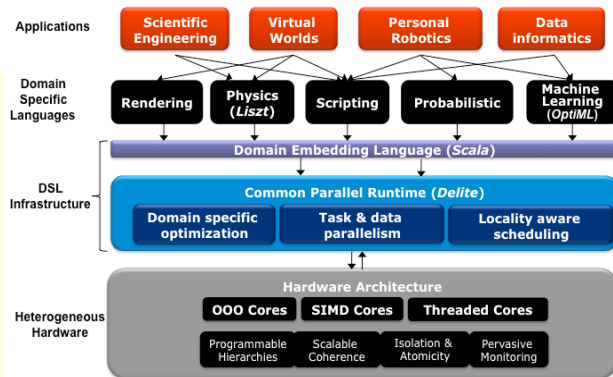 Applications
Scientific Engineering
Virtual Worlds
Personal Robotics
Data informatics
Domain Specific Languages
Rendering
Physics (Liszt)
Scripting
Probabilistic
Machine Learning (OptiML)
Domain Embedding Language (Scala)
DSL Infrastructure
Common Parallel Runtime (Delite)
Domain specific optimization
Task & data parallelism
Locality aware scheduling
Heterogeneous Hardware
Hardware Architecture
OOO Cores
SIMD Cores
Threaded Cores
Programmable Hierarchies
Scalable Coherence
Isolation & Atomicity
Pervasive Monitoring